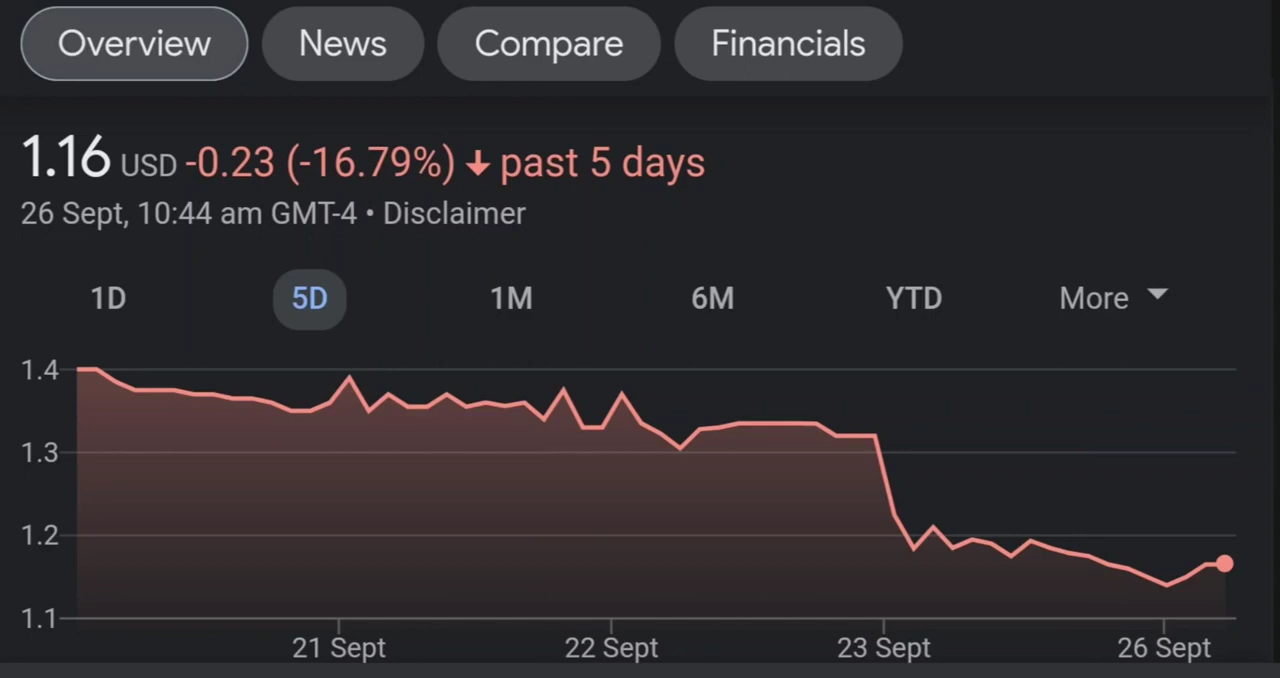 Overview News Compare Financials
1.16 USD -0.23 (-16.79%) ↓ past 5 days
26 Sept, 10:44 am GMT-4 • Disclaimer
1D 5D 1M 6M YTD More
1.4
1.3
1.2
1.1
21 Sept 22 Sept 23 Sept 26 Sept